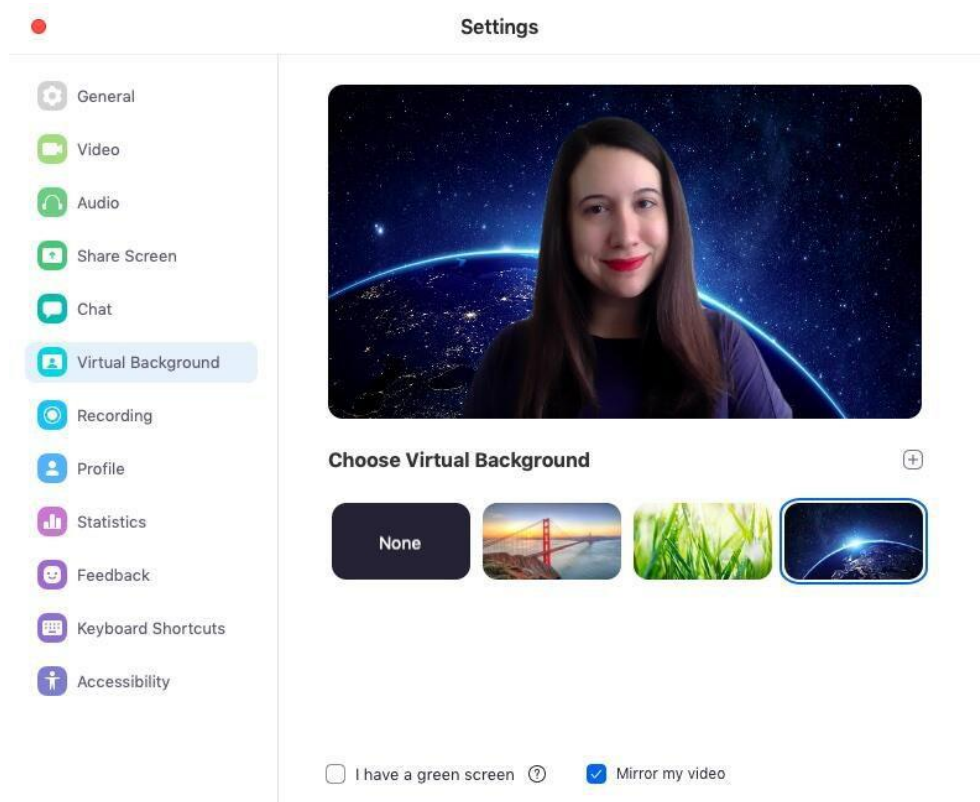 Settings
General
Video
Audio
Share Screen
Chat
Virtual Background
Recording
Profile
Statistics
Feedback
Keyboard Shortcuts
Accessibility
Choose Virtual Background
None
I have a green screen ?
Mirror my video